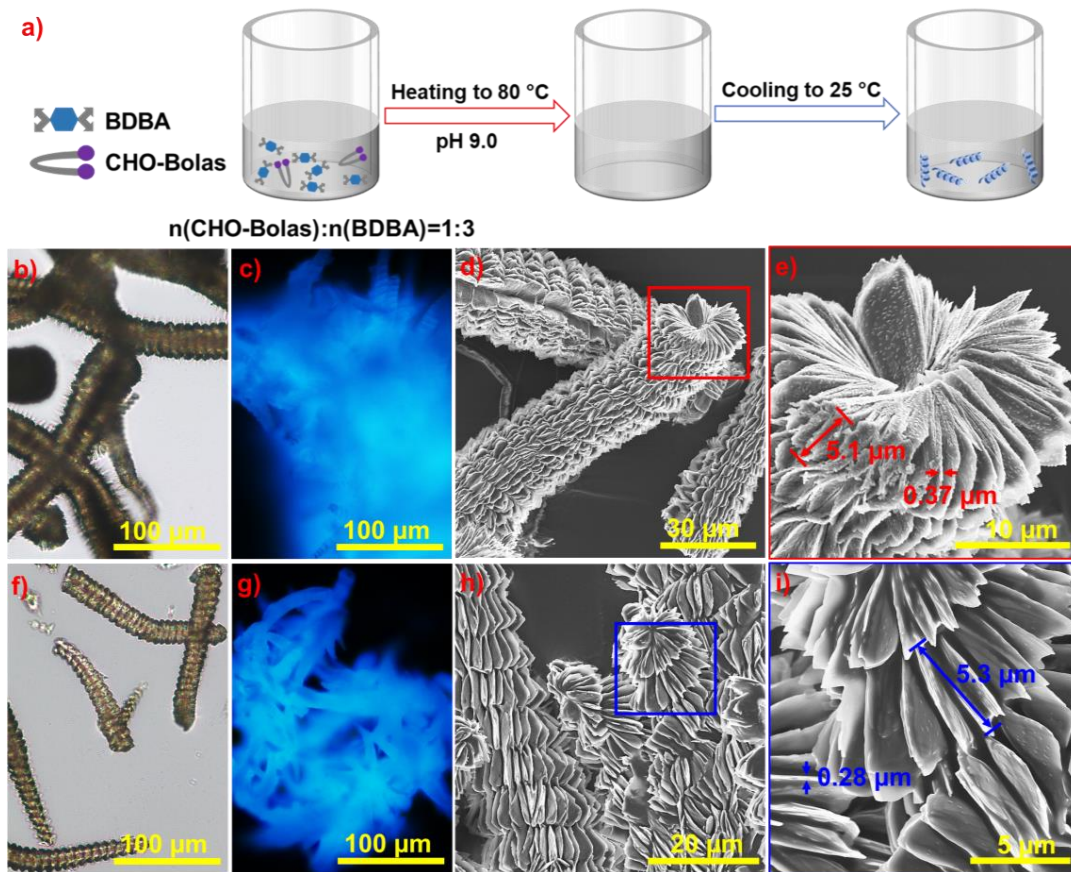 a)
BDBA
CHO-Bolas
Heating to 80 °C
pH 9.0
Cooling to 25 °C
n(CHO-Bolas):n(BDBA)=1:3
b)
100 μm
c)
100 μm
d)
30 μm
e)
5.1 μm
0.37 μm
10 μm
f)
100 μm
g)
100 μm
h)
20 μm
i)
5.3 μm
0.28 μm
5 μm